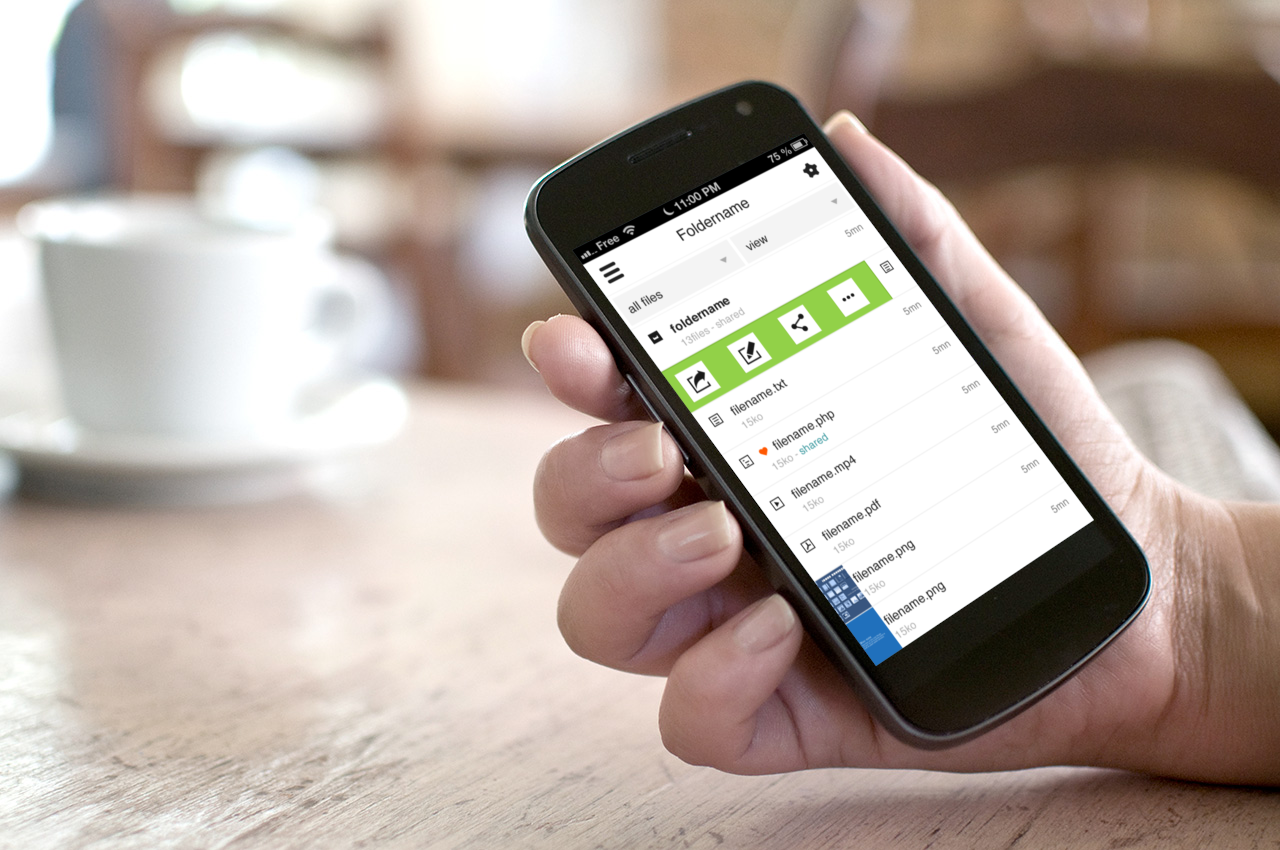 Free 11:00 PM 75 %
Foldername
all files view
foldername 5mn
13files - shared
filename.txt 5mn
15ko
filename.php 5mn
15ko - shared
filename.mp4 5mn
15ko
filename.pdf 5mn
15ko
filename.png 5mn
15ko
filename.png 5mn
15ko